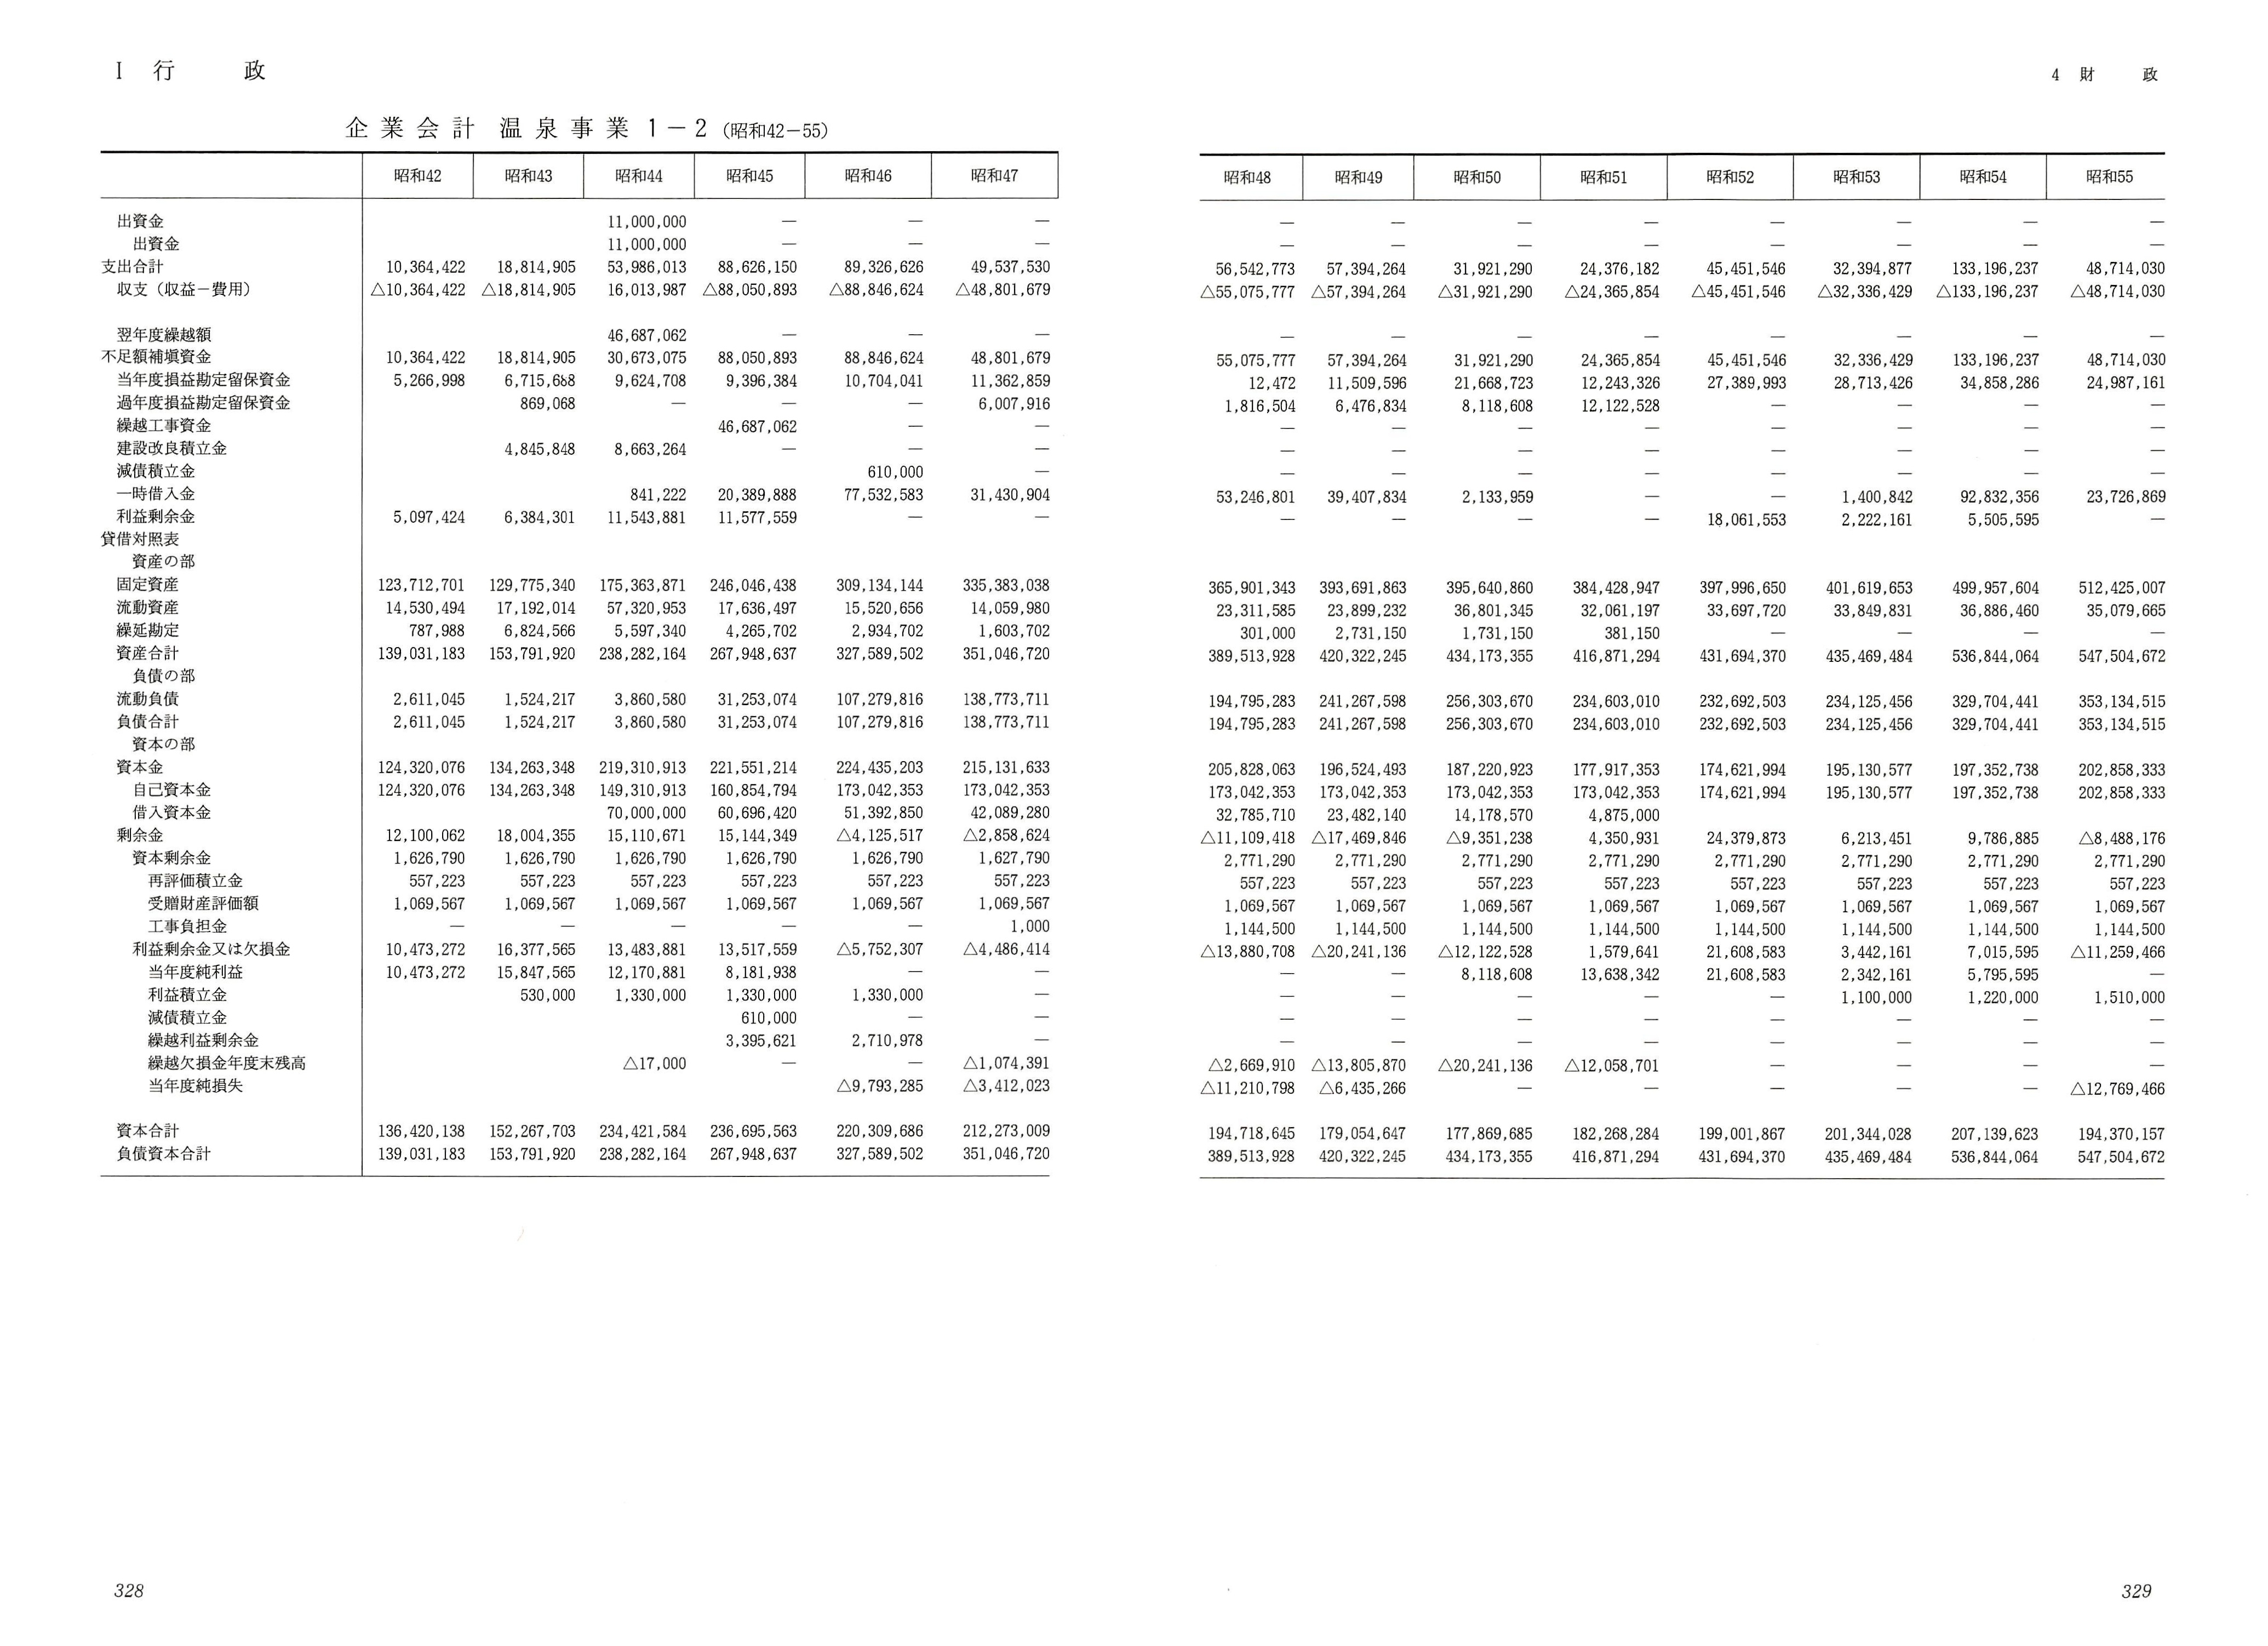 I 行 政
企業会計 温泉事業 1－2（昭和42－55）
昭和42 昭和43 昭和44 昭和45 昭和46 昭和47
出資金 11,000,000 — — —
出資金 11,000,000 — — —
支出合計 10,364,422 18,814,905 53,986,013 88,626,150 89,326,626 49,537,530
収支（収益－費用） △10,364,422 △18,814,905 16,013,987 △88,050,893 △88,846,624 △48,801,679
翌年度繰越額 46,687,062 — — —
不足額補塡資金 10,364,422 18,814,905 30,673,075 88,050,893 88,846,624 48,801,679
当年度損益勘定留保資金 5,266,998 6,715,688 9,624,708 9,396,384 10,704,041 11,362,859
過年度損益勘定留保資金 869,068 — — — 6,007,916
繰越工事資金 46,687,062 — —
建設改良積立金 4,845,848 8,663,264 — — —
減債積立金 610,000 —
一時借入金 841,222 20,389,888 77,532,583 31,430,904
利益剰余金 5,097,424 6,384,301 11,543,881 11,577,559 — —
貸借対照表
資産の部
固定資産 123,712,701 129,775,340 175,363,871 246,046,438 309,134,144 335,383,038
流動資産 14,530,494 17,192,014 57,320,953 17,636,497 15,520,656 14,059,980
繰延勘定 787,988 6,824,566 5,597,340 4,265,702 2,934,702 1,603,702
資産合計 139,031,183 153,791,920 238,282,164 267,948,637 327,589,502 351,046,720
負債の部
流動負債 2,611,045 1,524,217 3,860,580 31,253,074 107,279,816 138,773,711
負債合計 2,611,045 1,524,217 3,860,580 31,253,074 107,279,816 138,773,711
資本の部
資本金 124,320,076 134,263,348 219,310,913 221,551,214 224,435,203 215,131,633
自己資本金 124,320,076 134,263,348 149,310,913 160,854,794 173,042,353 173,042,353
借入資本金 70,000,000 60,696,420 51,392,850 42,089,280
剰余金 12,100,062 18,004,355 15,110,671 15,144,349 △4,125,517 △2,858,624
資本剰余金 1,626,790 1,626,790 1,626,790 1,626,790 1,626,790 1,627,790
再評価積立金 557,223 557,223 557,223 557,223 557,223 557,223
受贈財産評価額 1,069,567 1,069,567 1,069,567 1,069,567 1,069,567 1,069,567
工事負担金 — — — — — 1,000
利益剰余金又は欠損金 10,473,272 16,377,565 13,483,881 13,517,559 △5,752,307 △4,486,414
当年度純利益 10,473,272 15,847,565 12,170,881 8,181,938 — —
利益積立金 530,000 1,330,000 1,330,000 1,330,000 —
減債積立金 610,000 — —
繰越利益剰余金 3,395,621 2,710,978 —
繰越欠損金年度末残高 △17,000 — — △1,074,391
当年度純損失 △9,793,285 △3,412,023
資本合計 136,420,138 152,267,703 234,421,584 236,695,563 220,309,686 212,273,009
負債資本合計 139,031,183 153,791,920 238,282,164 267,948,637 327,589,502 351,046,720
328
4 財 政
昭和48 昭和49 昭和50 昭和51 昭和52 昭和53 昭和54 昭和55
— — — — — — — —
— — — — — — — —
56,542,773 57,394,264 31,921,290 24,376,182 45,451,546 32,394,877 133,196,237 48,714,030
△55,075,777 △57,394,264 △31,921,290 △24,365,854 △45,451,546 △32,336,429 △133,196,237 △48,714,030
— — — — — — — —
55,075,777 57,394,264 31,921,290 24,365,854 45,451,546 32,336,429 133,196,237 48,714,030
12,472 11,509,596 21,668,723 12,243,326 27,389,993 28,713,426 34,858,286 24,987,161
1,816,504 6,476,834 8,118,608 12,122,528 — — — —
— — — — — — — —
— — — — — — — —
— — — — — — — —
53,246,801 39,407,834 2,133,959 — — 1,400,842 92,832,356 23,726,869
— — — — 18,061,553 2,222,161 5,505,595 —
365,901,343 393,691,863 395,640,860 384,428,947 397,996,650 401,619,653 499,957,604 512,425,007
23,311,585 23,899,232 36,801,345 32,061,197 33,697,720 33,849,831 36,886,460 35,079,665
301,000 2,731,150 1,731,150 381,150 — — — —
389,513,928 420,322,245 434,173,355 416,871,294 431,694,370 435,469,484 536,844,064 547,504,672
194,795,283 241,267,598 256,303,670 234,603,010 232,692,503 234,125,456 329,704,441 353,134,515
194,795,283 241,267,598 256,303,670 234,603,010 232,692,503 234,125,456 329,704,441 353,134,515
205,828,063 196,524,493 187,220,923 177,917,353 174,621,994 195,130,577 197,352,738 202,858,333
173,042,353 173,042,353 173,042,353 173,042,353 174,621,994 195,130,577 197,352,738 202,858,333
32,785,710 23,482,140 14,178,570 4,875,000
△11,109,418 △17,469,846 △9,351,238 4,350,931 24,379,873 6,213,451 9,786,885 △8,488,176
2,771,290 2,771,290 2,771,290 2,771,290 2,771,290 2,771,290 2,771,290 2,771,290
557,223 557,223 557,223 557,223 557,223 557,223 557,223 557,223
1,069,567 1,069,567 1,069,567 1,069,567 1,069,567 1,069,567 1,069,567 1,069,567
1,144,500 1,144,500 1,144,500 1,144,500 1,144,500 1,144,500 1,144,500 1,144,500
△13,880,708 △20,241,136 △12,122,528 1,579,641 21,608,583 3,442,161 7,015,595 △11,259,466
— — 8,118,608 13,638,342 21,608,583 2,342,161 5,795,595 —
— — — — — 1,100,000 1,220,000 1,510,000
— — — — — — — —
— — — — — — — —
△2,669,910 △13,805,870 △20,241,136 △12,058,701 — — — —
△11,210,798 △6,435,266 — — — — — △12,769,466
194,718,645 179,054,647 177,869,685 182,268,284 199,001,867 201,344,028 207,139,623 194,370,157
389,513,928 420,322,245 434,173,355 416,871,294 431,694,370 435,469,484 536,844,064 547,504,672
329